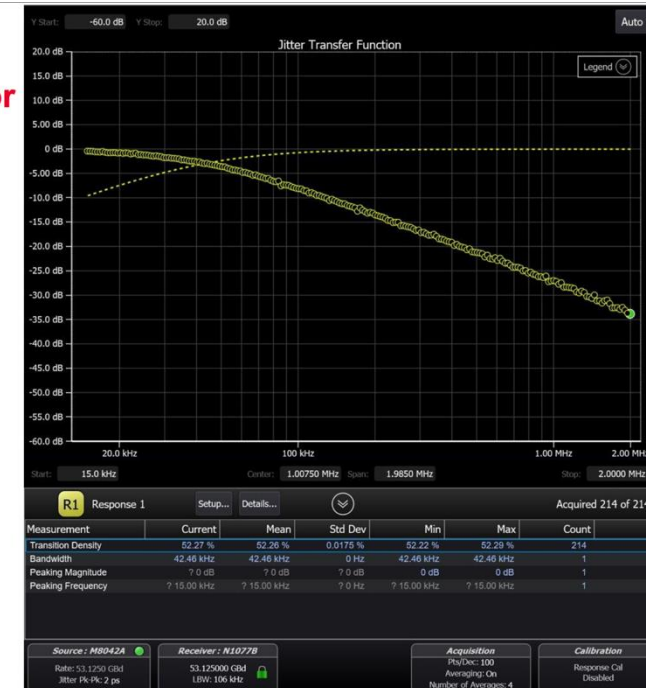 or
Y Start: -60.0 dB Y Stop: 20.0 dB Auto
Jitter Transfer Function
Legend
20.0 dB
15.0 dB
10.0 dB
5.00 dB
0 dB
-5.00 dB
-10.0 dB
-15.0 dB
-20.0 dB
-25.0 dB
-30.0 dB
-35.0 dB
-40.0 dB
-45.0 dB
-50.0 dB
-55.0 dB
-60.0 dB
20.0 kHz 100 kHz 1.00 MHz 2.00 MHz
Start: 15.0 kHz Center: 1.00750 MHz Span: 1.9850 MHz Stop: 2.0000 MHz
R1 Response 1 Setup... Details... Acquired 214 of 214
Measurement Current Mean Std Dev Min Max Count
Transition Density 52.27 % 52.26 % 0.0175 % 52.22 % 52.29 % 214
Bandwidth 42.46 kHz 42.46 kHz 0 Hz 42.46 kHz 42.46 kHz 1
Peaking Magnitude ? 0 dB ? 0 dB ? 0 dB 0 dB 0 dB 1
Peaking Frequency ? 15.00 kHz ? 15.00 kHz ? 0 Hz ? 15.00 kHz ? 15.00 kHz 1
Source : M8042A Receiver : N1077B Acquisition Calibration
Rate: 53.1250 GBd 53.125000 GBd Pts/Dec: 100 Response Cal
Jitter Pk-Pk: 2 ps LBW: 106 kHz Averaging: On Disabled
Number of Averages: 4